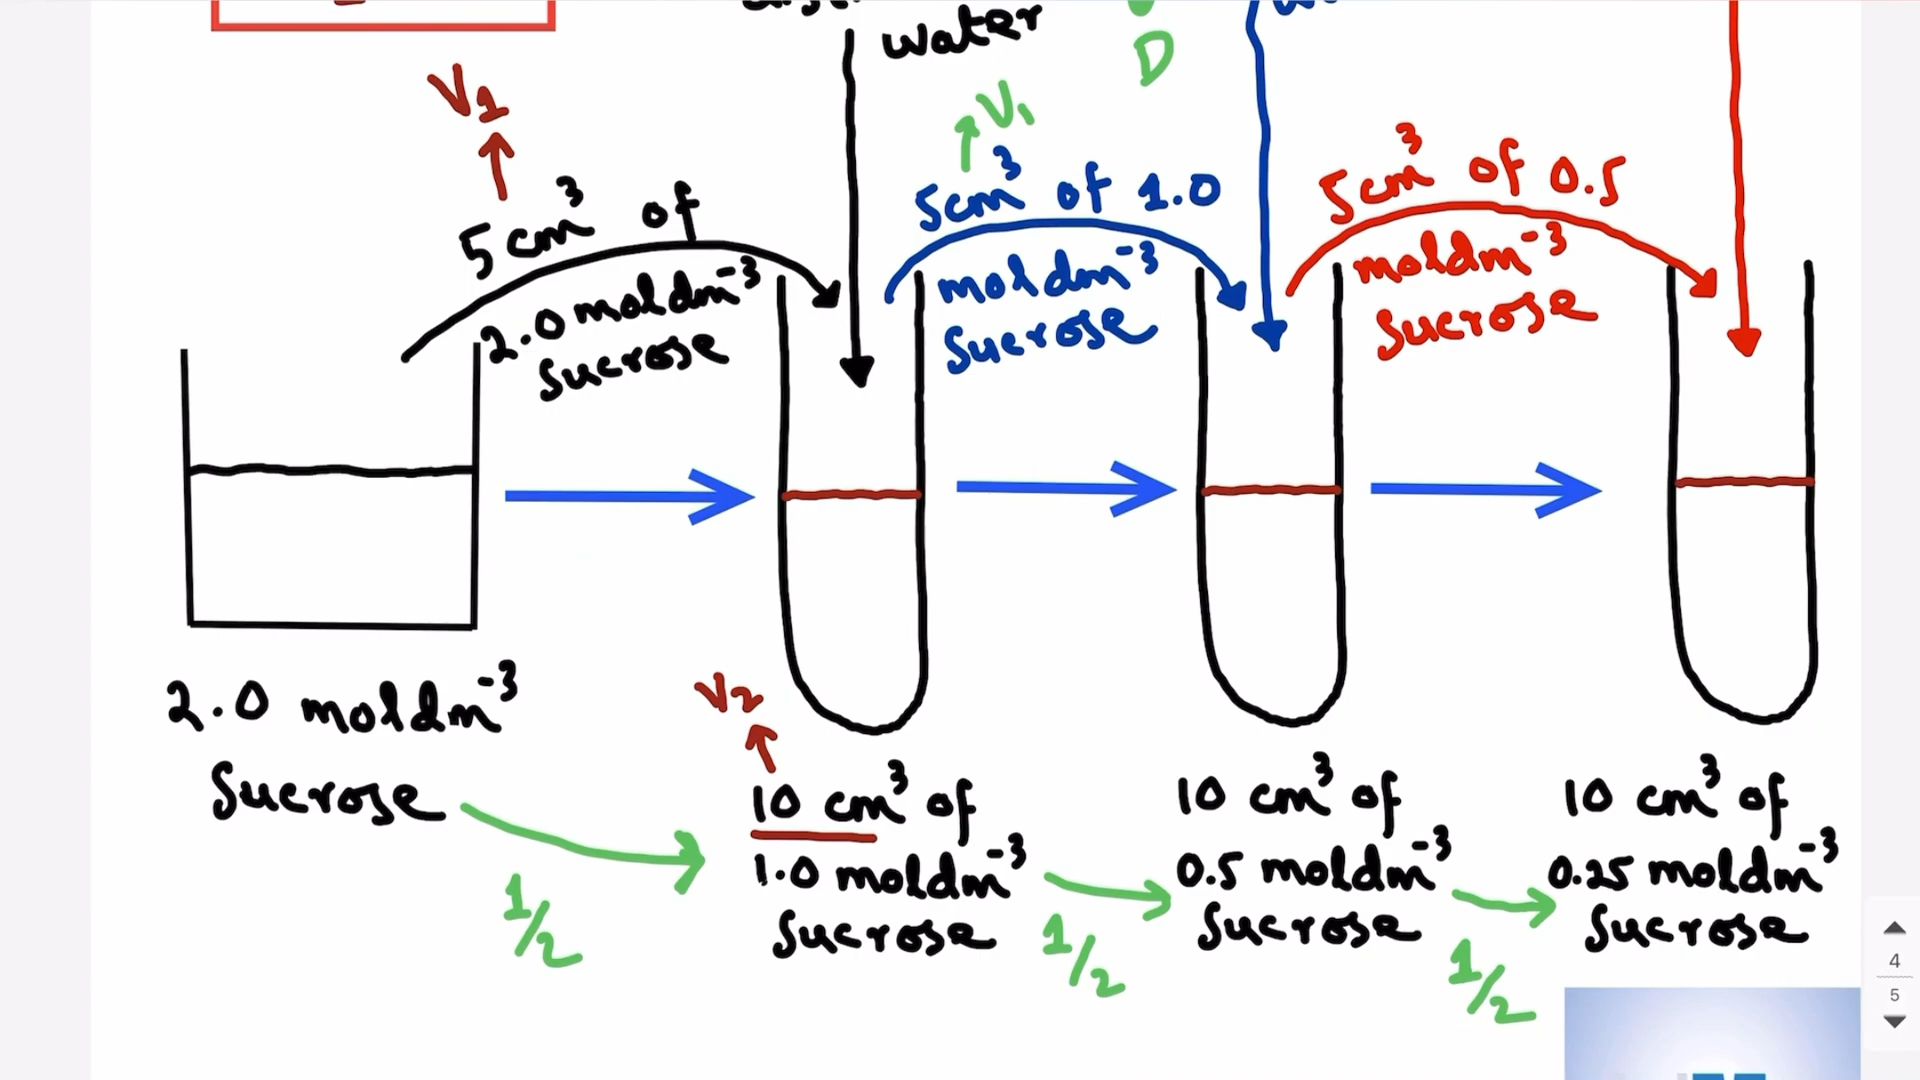 water
D
V1
V1
5cm³ of
2.0 moldm⁻³
Sucrose
5cm³ of 1.0
moldm⁻³
Sucrose
5cm³ of 0.5
moldm⁻³
Sucrose
2.0 moldm⁻³
Sucrose
V2
10 cm³ of
1.0 moldm⁻³
Sucrose
10 cm³ of
0.5 moldm⁻³
Sucrose
10 cm³ of
0.25 moldm⁻³
Sucrose
1/2
1/2
1/2
4
5